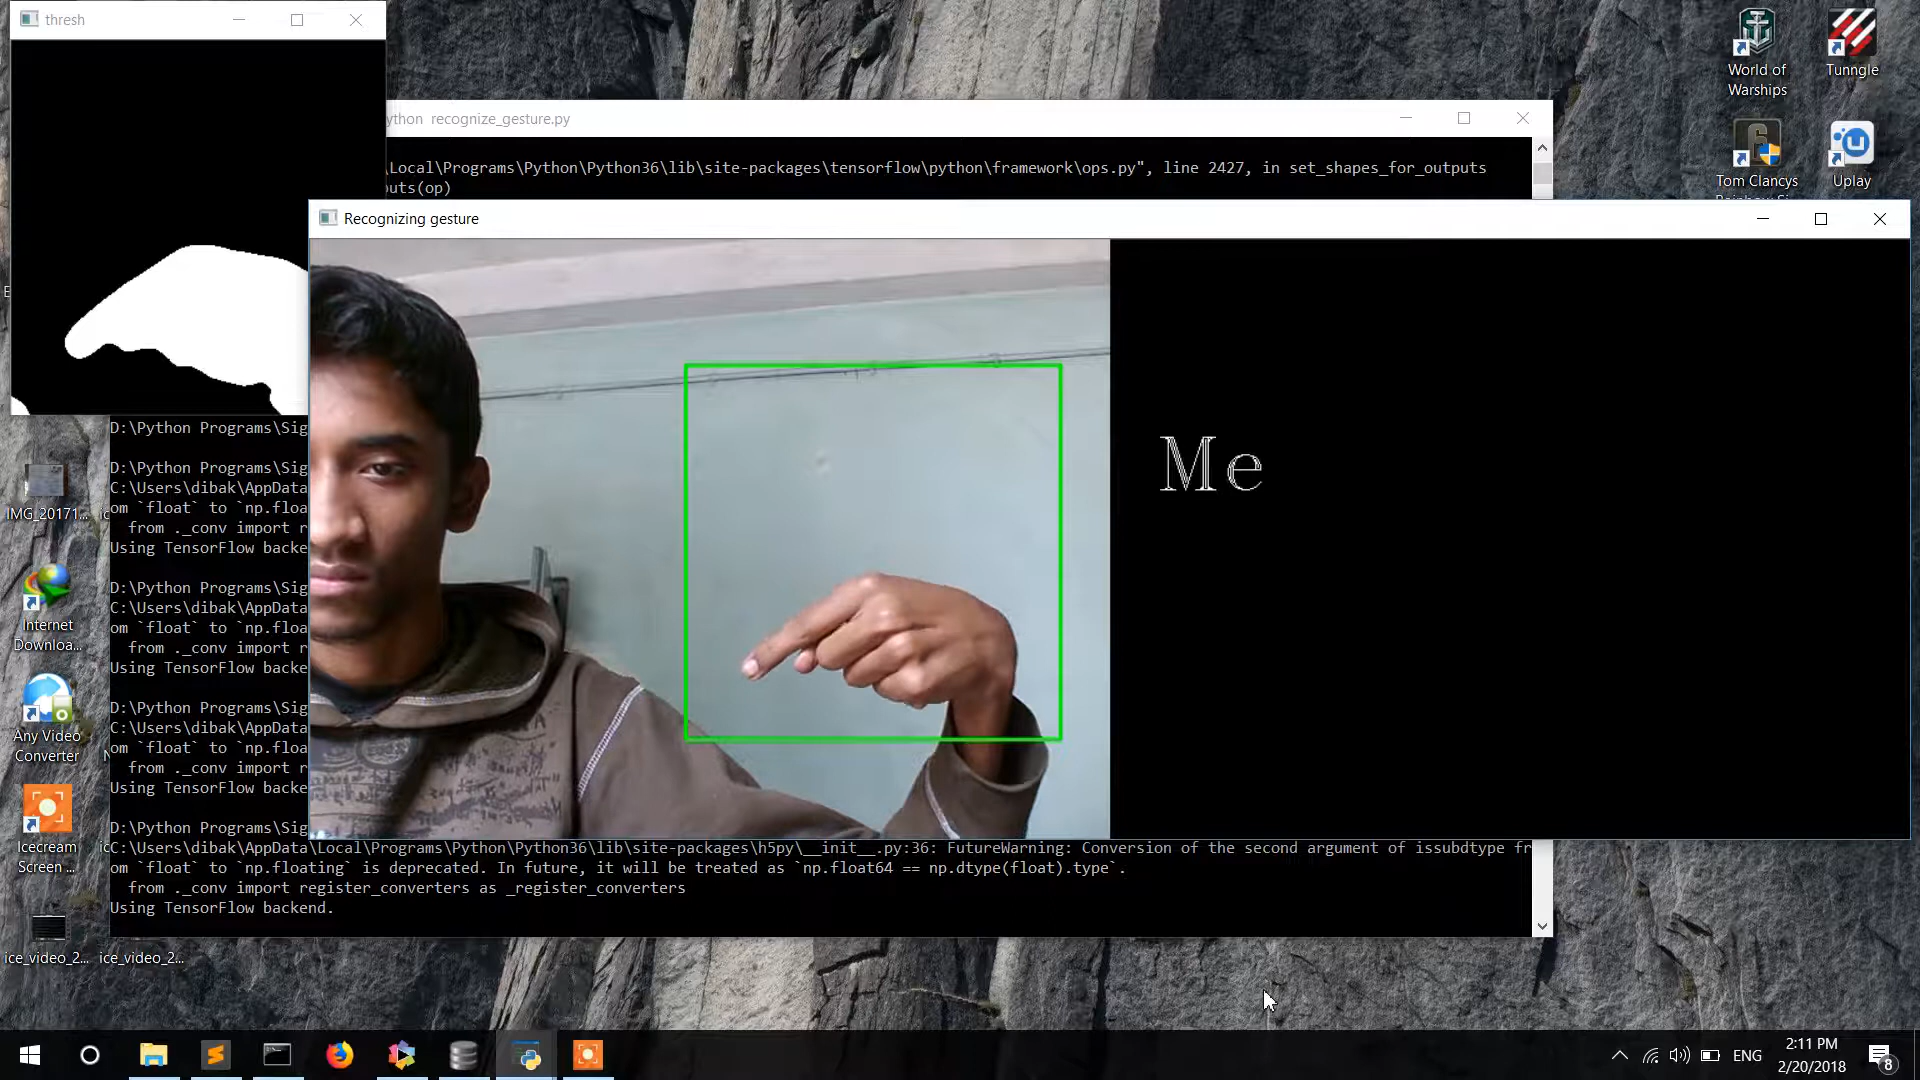 thresh
World of
Warships
Tunngle
ython recognize_gesture.py
\Local\Programs\Python\Python36\lib\site-packages\tensorflow\python\framework\ops.py", line 2427, in set_shapes_for_outputs
puts(op)
Tom Clancys
Uplay
Recognizing gesture
Me
D:\Python Programs\Sig
D:\Python Programs\Sig
C:\Users\dibak\AppData
om `float` to `np.floa
from ._conv import r
Using TensorFlow backe
IMG_20171...
D:\Python Programs\Sig
C:\Users\dibak\AppData
om `float` to `np.floa
from ._conv import r
Using TensorFlow backe
Internet
Downloa...
D:\Python Programs\Sig
C:\Users\dibak\AppData
om `float` to `np.floa
from ._conv import r
Using TensorFlow backe
Any Video
Converter
D:\Python Programs\Sig
C:\Users\dibak\AppData\Local\Programs\Python\Python36\lib\site-packages\h5py\__init__.py:36: FutureWarning: Conversion of the second argument of issubdtype fr
om `float` to `np.floating` is deprecated. In future, it will be treated as `np.float64 == np.dtype(float).type`.
from ._conv import register_converters as _register_converters
Using TensorFlow backend.
Icecream
Screen ...
ice_video_2...
ice_video_2...
ENG
2:11 PM
2/20/2018
8